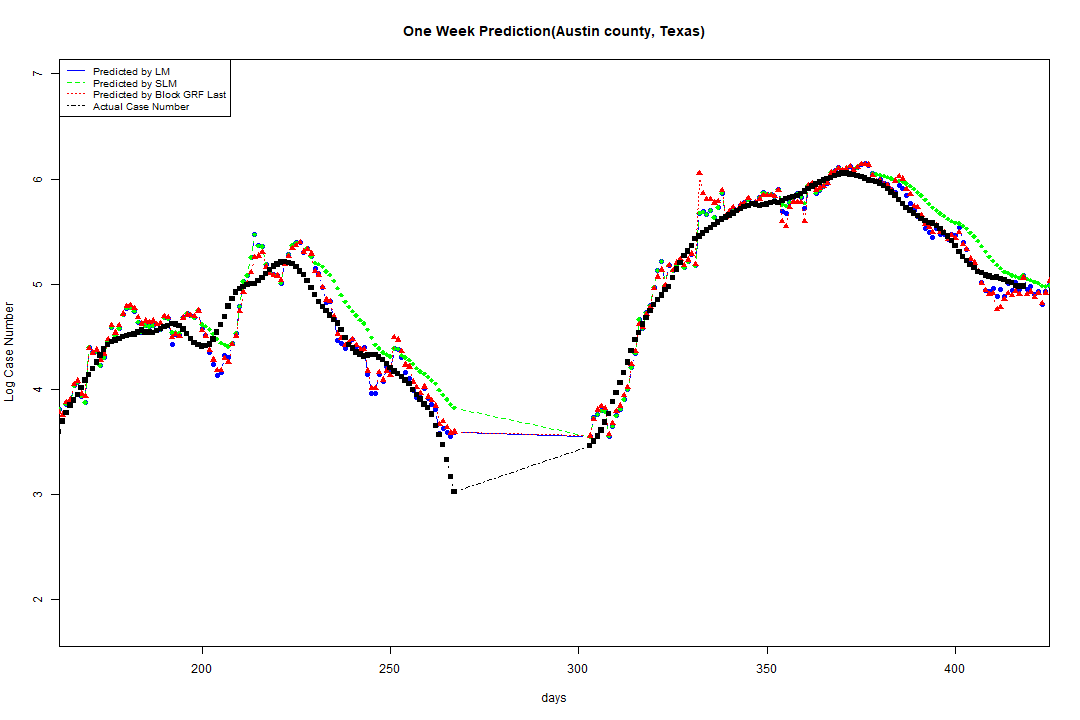 One Week Prediction(Austin county, Texas)
Predicted by LM
Predicted by SLM
Predicted by Block GRF Last
Actual Case Number
7
6
5
4
3
2
Log Case Number
200 250 300 350 400
days